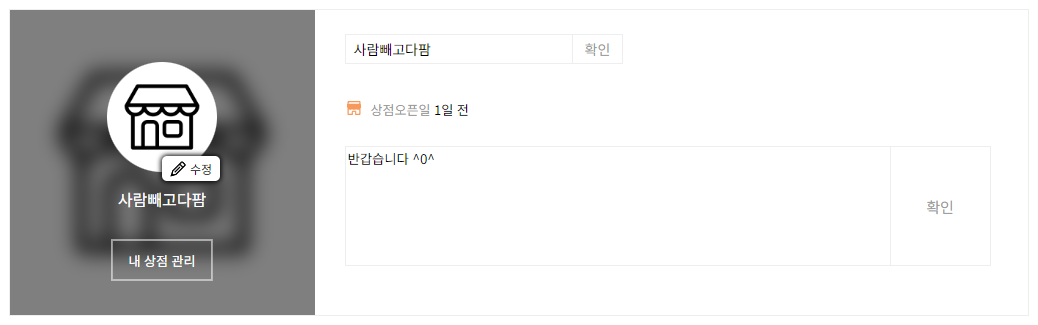 수정
사람빼고다팜
내 상점 관리
사람빼고다팜 확인
상점오픈일 1일 전
반갑습니다 ^0^
확인